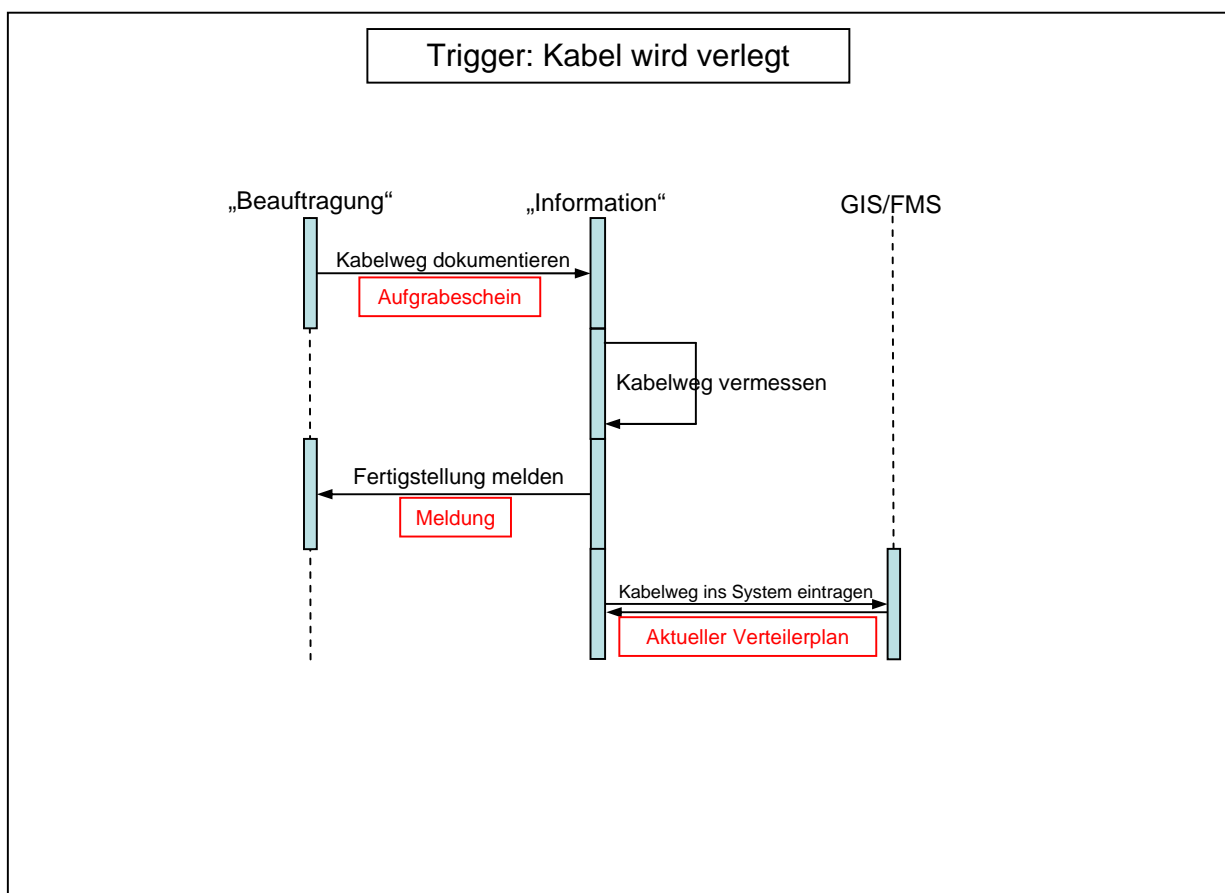 Trigger: Kabel wird verlegt
„Beauftragung“
„Information“
GIS/FMS
Kabelweg dokumentieren
Aufgrabeschein
Kabelweg vermessen
Fertigstellung melden
Meldung
Kabelweg ins System eintragen
Aktueller Verteilerplan